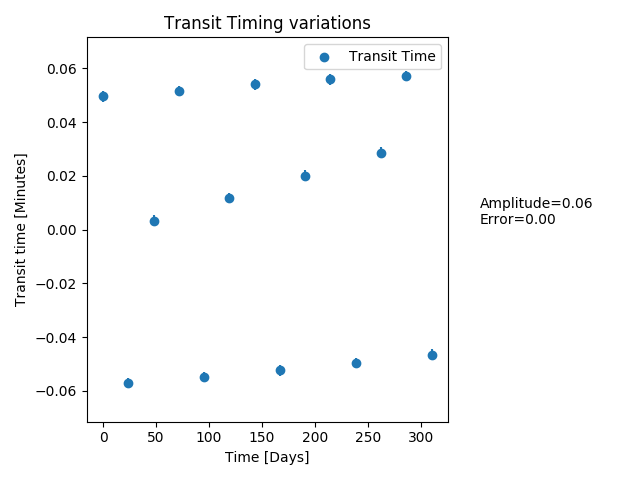 Transit Timing variations
Transit Time
0.06
0.04
0.02
0.00
−0.02
−0.04
−0.06
Transit time [Minutes]
Amplitude=0.06
Error=0.00
0
50
100
150
200
250
300
Time [Days]